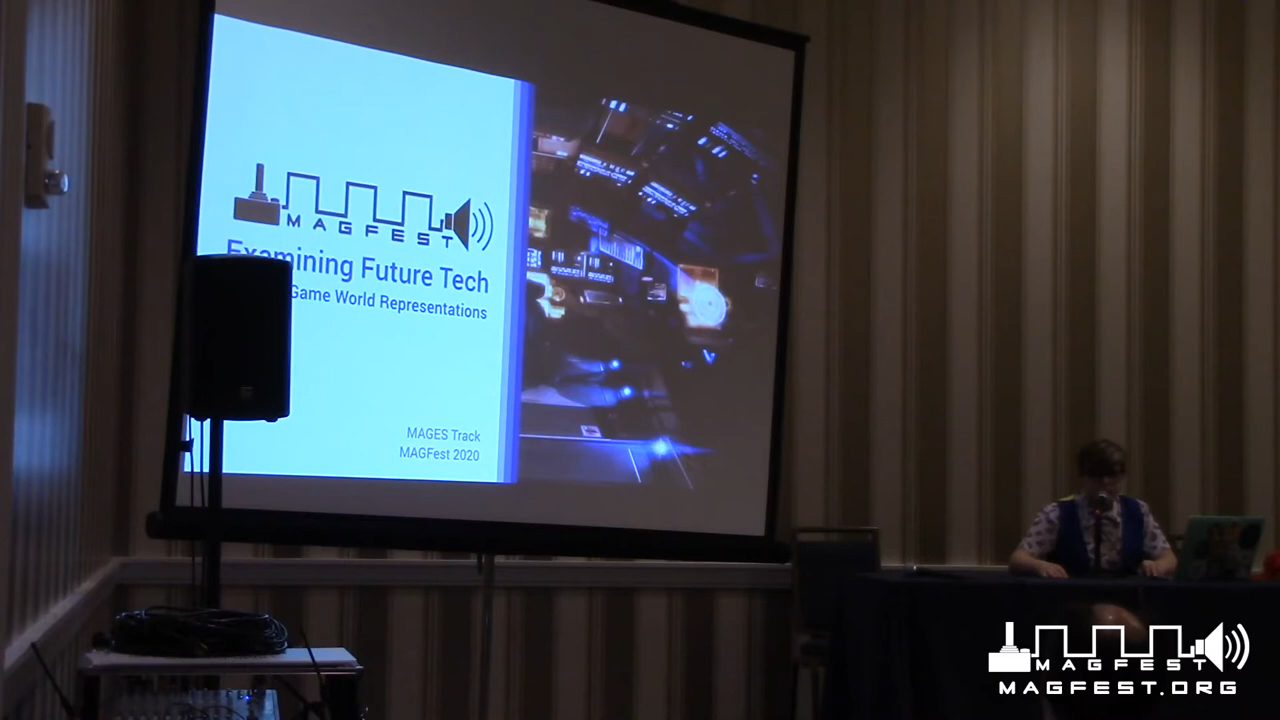 MAGFEST
Examining Future Tech
Game World Representations
MAGES Track
MAGFest 2020
MAGFEST
MAGFEST.ORG